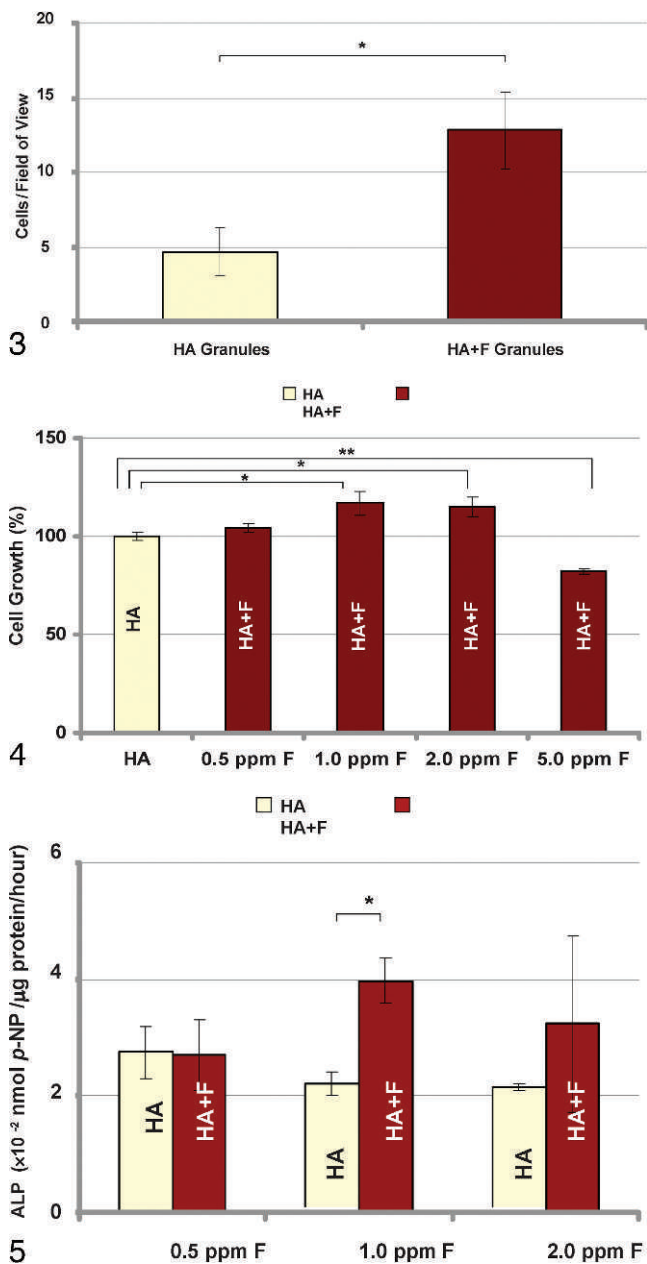 20
*
15
Cells/Field of View
10
5
0
HA Granules HA+F Granules
3
HA
HA+F
150
**
*
*
100
Cell Growth (%)
50
0
HA
HA+F
HA+F
HA+F
HA+F
HA 0.5 ppm F 1.0 ppm F 2.0 ppm F 5.0 ppm F
4
HA
HA+F
6
*
4
ALP (×10 -2 nmol p-NP /µg protein/hour)
2
0
HA
HA+F
HA
HA+F
HA
HA+F
0.5 ppm F 1.0 ppm F 2.0 ppm F
5